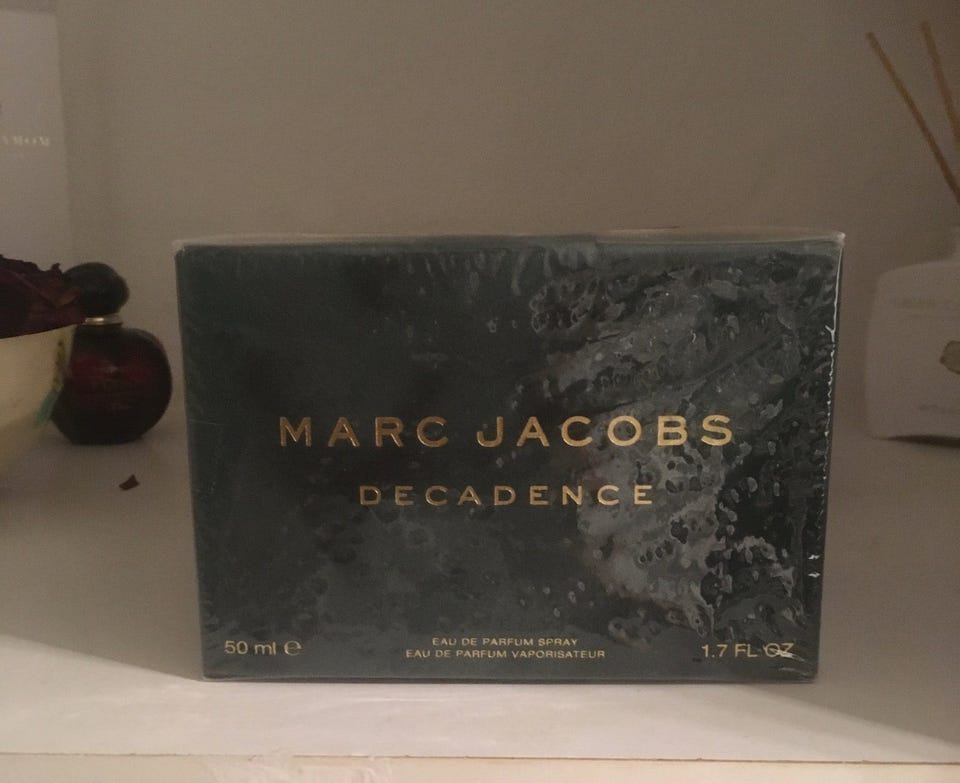 MARC JACOBS
DECADENCE
EAU DE PARFUM SPRAY
EAU DE PARFUM VAPORISATEUR
50 ml ℮
1.7 FL OZ